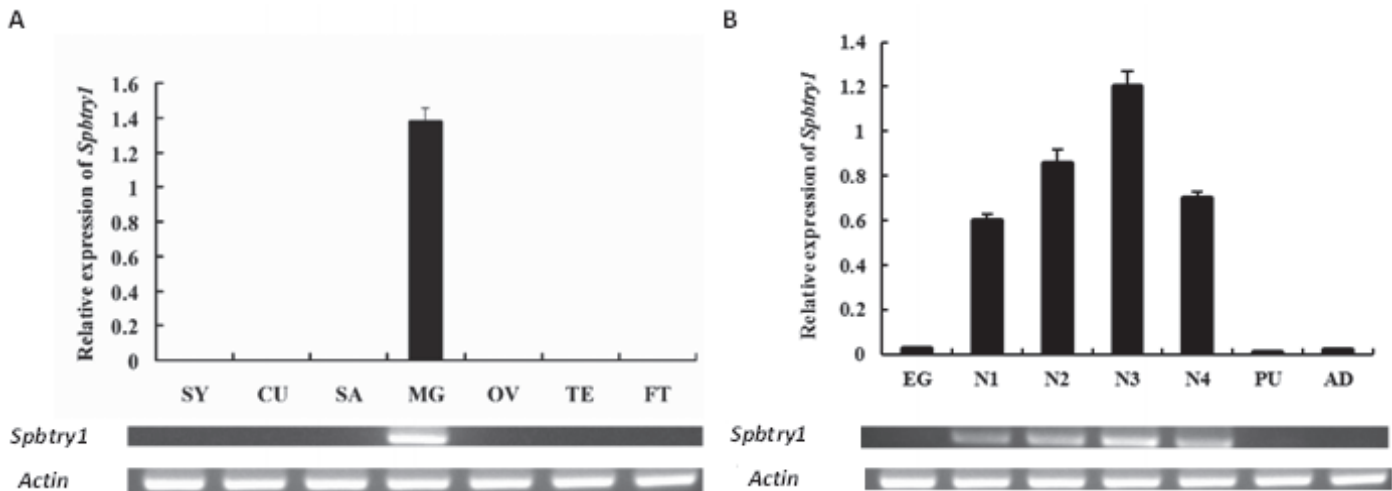 A
Relative expression of Spbtry1
1.6
1.4
1.2
1
0.8
0.6
0.4
0.2
0
SY CU SA MG OV TE FT
Spbtry1
Actin
B
Relative expression of Spbtry1
1.4
1.2
1
0.8
0.6
0.4
0.2
0
EG N1 N2 N3 N4 PU AD
Spbtry1
Actin